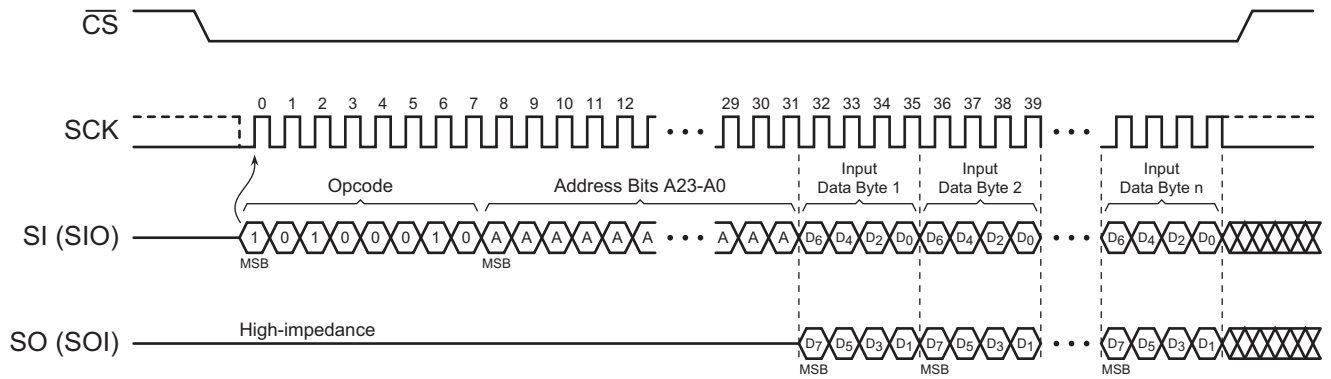 CS
0 1 2 3 4 5 6 7 8 9 10 11 12 29 30 31 32 33 34 35 36 37 38 39
SCK
Opcode Address Bits A23-A0 Input Data Byte 1 Input Data Byte 2 Input Data Byte n
SI (SIO) 1 0 1 0 0 0 1 0 A A A A A A A A A D6 D4 D2 D0 D6 D4 D2 D0 D6 D4 D2 D0
MSB MSB
High-impedance
SO (SOI) D7 D5 D3 D1 D7 D5 D3 D1 D7 D5 D3 D1
MSB MSB MSB